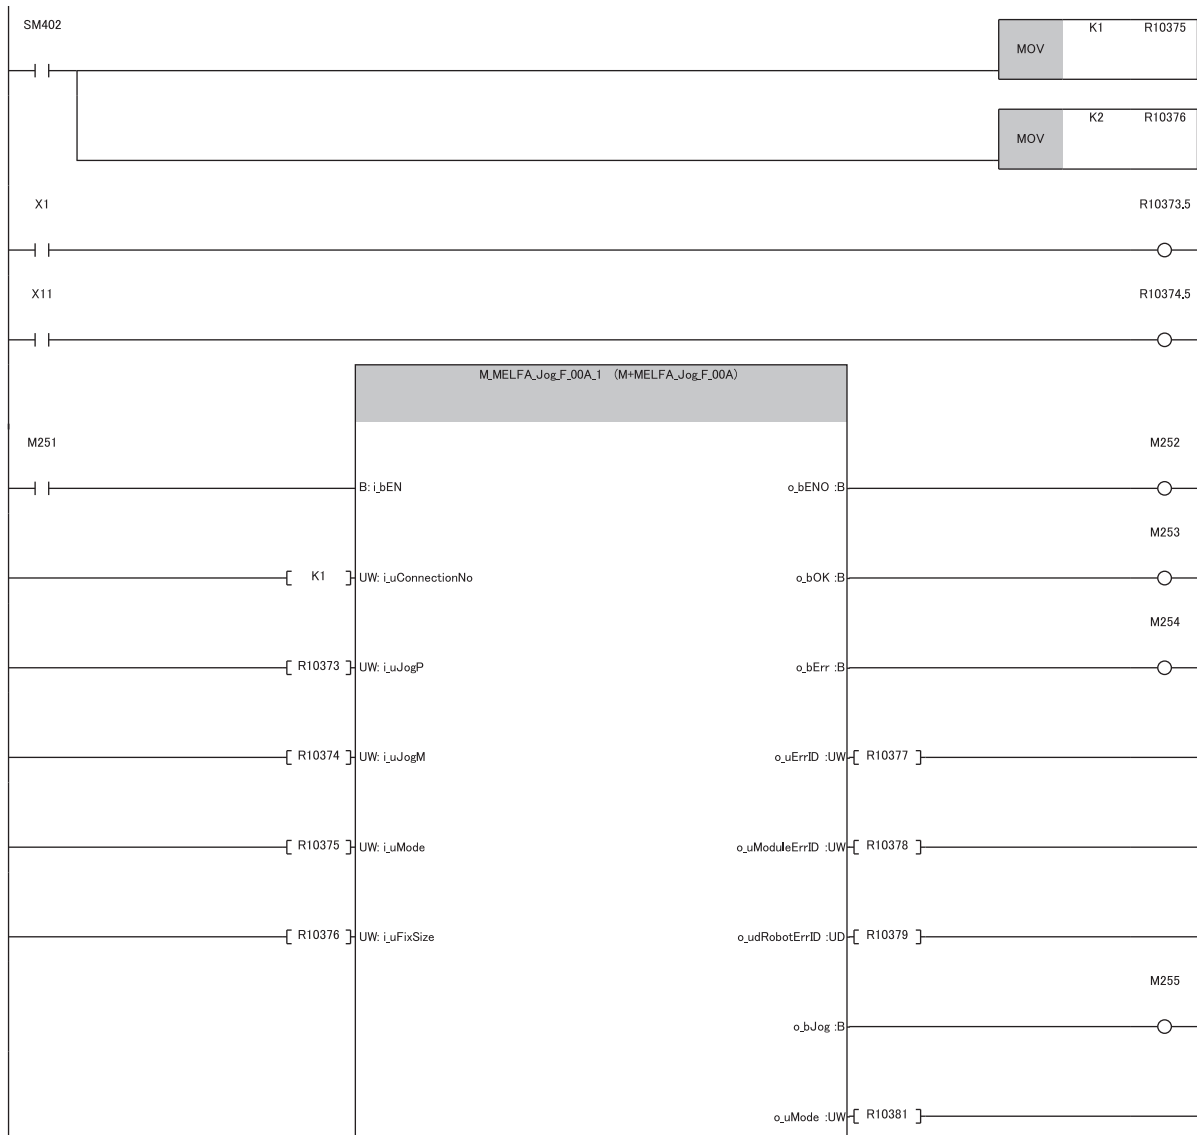 SM402
MOV K1 R10375
MOV K2 R10376
X1 R10373.5
X11 R10374.5
M_MELFA_Jog_F_00A_1 (M+MELFA_Jog_F_00A)
M251 M252
B: i_bEN o_bENO :B
M253
K1 UW: i_uConnectionNo o_bOK :B
M254
R10373 UW: i_uJogP o_bErr :B
R10374 UW: i_uJogM o_uErrID :UW R10377
R10375 UW: i_uMode o_uModuleErrID :UW R10378
R10376 UW: i_uFixSize o_udRobotErrID :UD R10379
M255
o_bJog :B
o_uMode :UW R10381